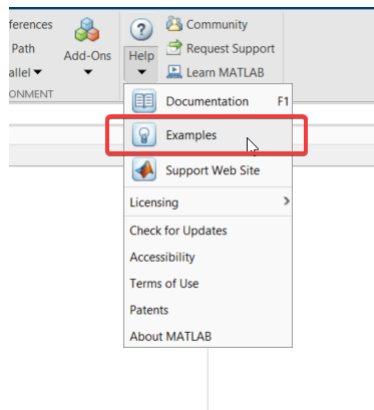 ferences
Path
allel
ONMENT
Add-Ons
Help
Community
Request Support
Learn MATLAB
Documentation F1
Examples
Support Web Site
Licensing
Check for Updates
Accessibility
Terms of Use
Patents
About MATLAB